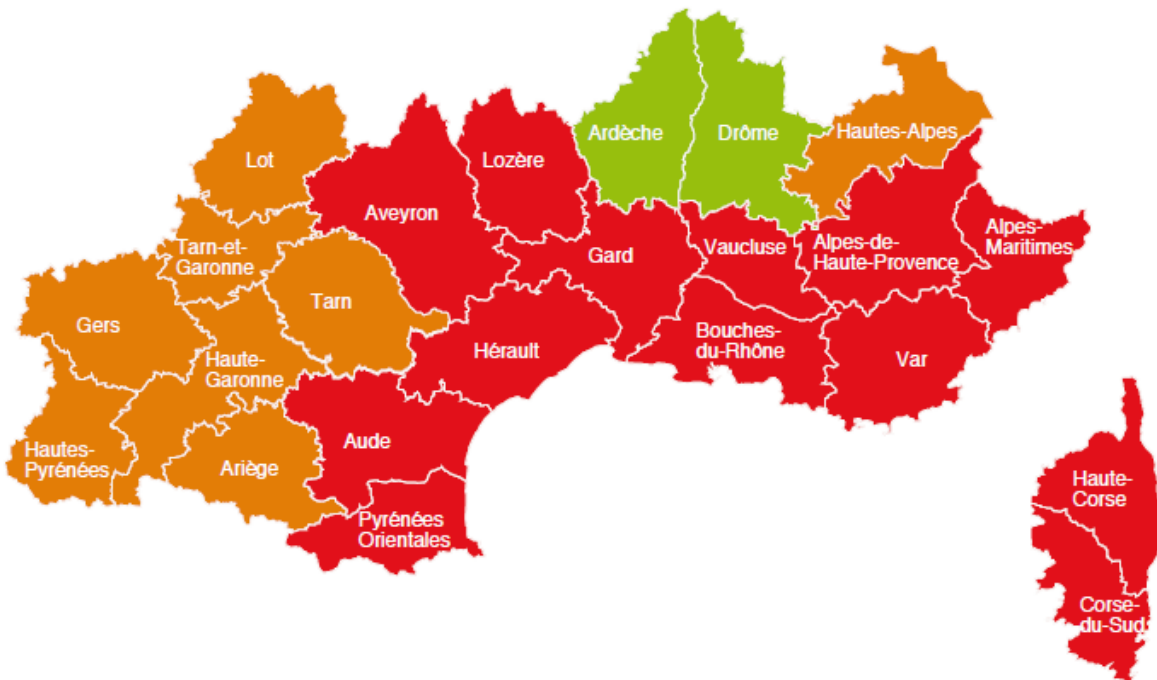 Ardèche
Drôme
Hautes-Alpes
Lot
Lozère
Aveyron
Alpes-
Maritimes
Tarn-et-
Garonne
Gard
Vaucluse
Alpes-de-
Haute-Provence
Tarn
Gers
Hérault
Bouches-
du-Rhône
Var
Haute-
Garonne
Aude
Hautes-
Pyrénées
Ariège
Haute-
Corse
Pyrénées
Orientales
Corse-
du-Sud